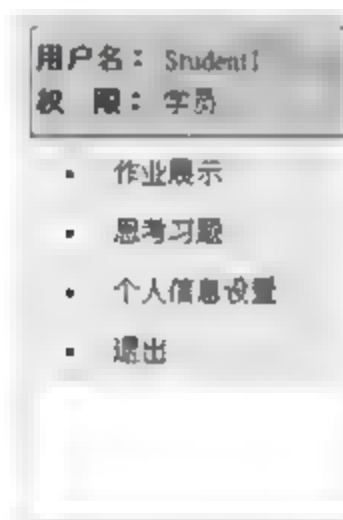 用户名： Student1
权 限： 学员
▪ 作业展示
▪ 思考习题
▪ 个人信息设置
▪ 退出